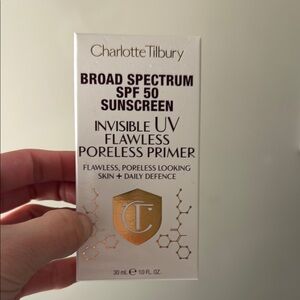 Charlotte Tilbury
BROAD SPECTRUM
SPF 50
SUNSCREEN
INVISIBLE UV
FLAWLESS
PORELESS PRIMER
FLAWLESS, PORELESS LOOKING
SKIN + DAILY DEFENCE
CT
30 mL ℮ 1.0 FL. OZ.